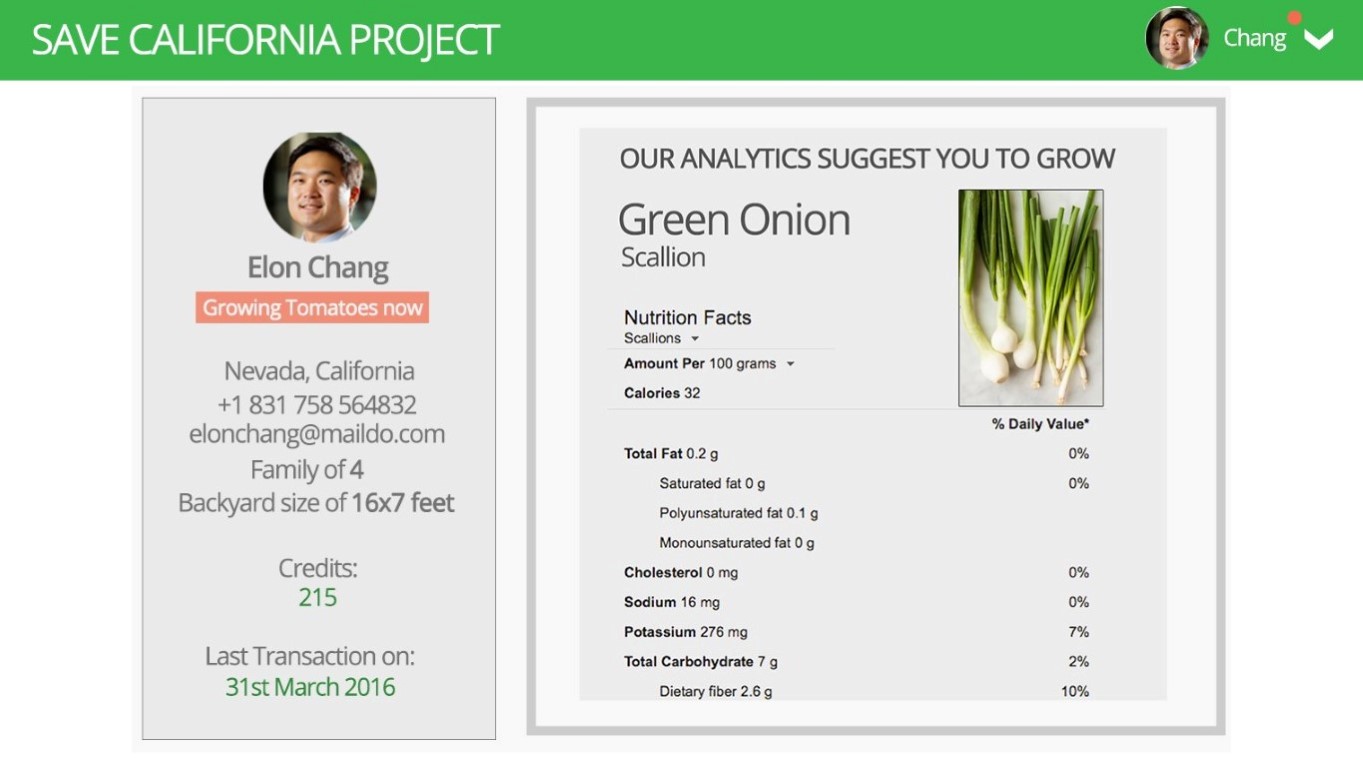 SAVE CALIFORNIA PROJECT
Chang
Elon Chang
Growing Tomatoes now
Nevada, California
+1 831 758 564832
elonchang@maildo.com
Family of 4
Backyard size of 16x7 feet
Credits:
215
Last Transaction on:
31st March 2016
OUR ANALYTICS SUGGEST YOU TO GROW
Green Onion
Scallion
Nutrition Facts
Scallions
Amount Per 100 grams
Calories 32
% Daily Value*
Total Fat 0.2 g 0%
Saturated fat 0 g 0%
Polyunsaturated fat 0.1 g
Monounsaturated fat 0 g
Cholesterol 0 mg 0%
Sodium 16 mg 0%
Potassium 276 mg 7%
Total Carbohydrate 7 g 2%
Dietary fiber 2.6 g 10%